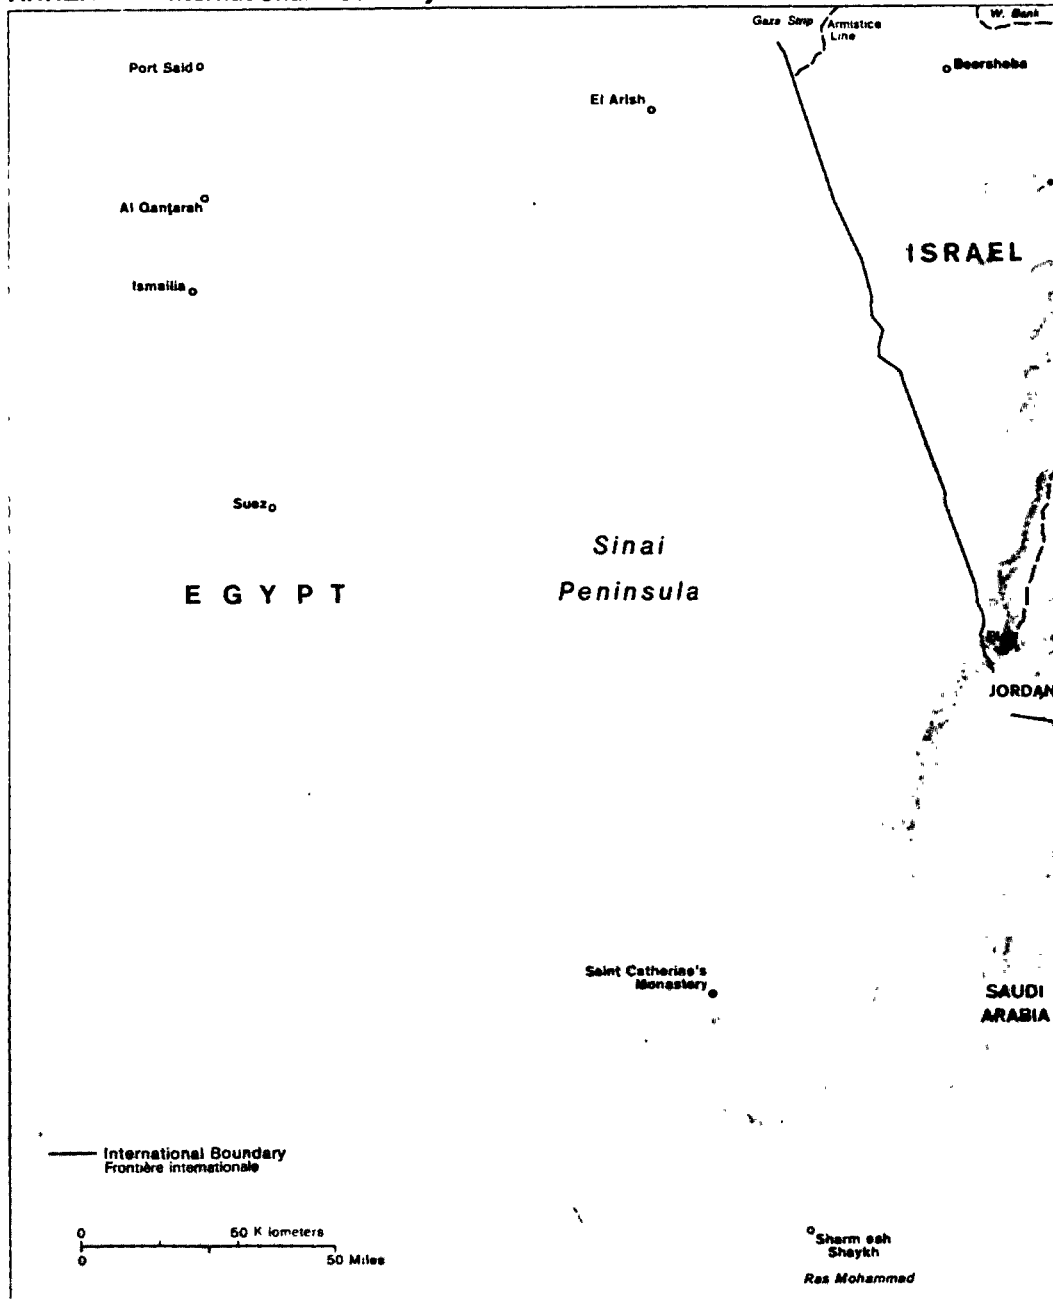 Gaza Strip
Armistice
Line
W. Bank
Port Said
Beersheba
El Arish
Al Qantarah
ISRAEL
Ismailia
Suez
Sinai
Peninsula
EGYPT
JORDAN
Saint Catherine's
Monastery
SAUDI
ARABIA
International Boundary
Frontière internationale
0
50 Kiometers
0
50 Miles
Sharm esh
Shaykh
Ras Mohammad